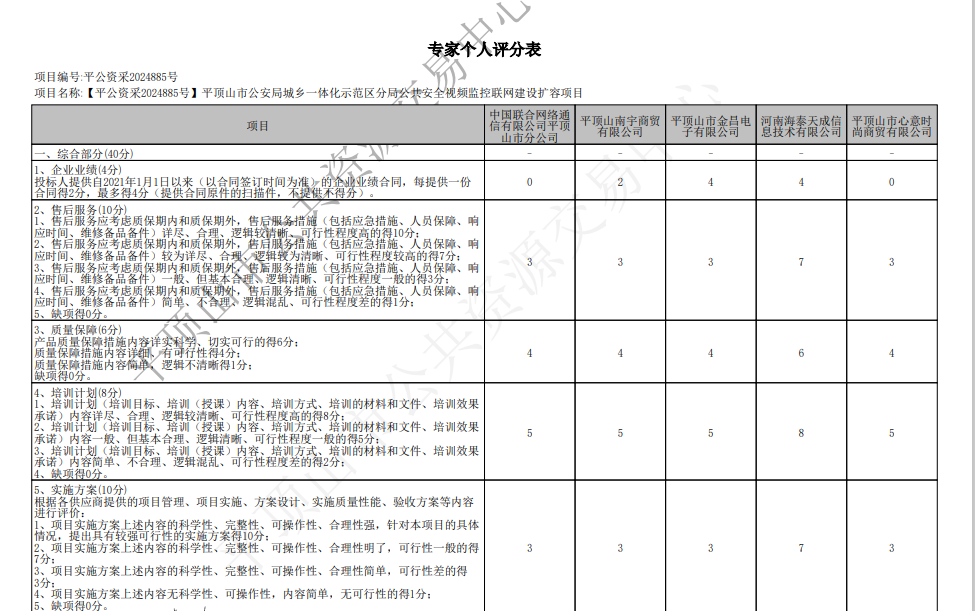 专家个人评分表
项目编号:平公资采2024885号
项目名称:【平公资采2024885号】平顶山市公安局城乡一体化示范区分局公共安全视频监控联网建设扩容项目
项目
中国联合网络通
信有限公司平顶
山市分公司
平顶山南宇商贸
有限公司
平顶山市金昌电
子有限公司
河南海泰天成信
息技术有限公司
平顶山市心意时
尚商贸有限公司
一、综合部分(40分)
- - - - -
1、企业业绩(4分)
投标人提供自2021年1月1日以来（以合同签订时间为准）的企业业绩合同，每提供一份
合同得2分，最多得4分（提供合同原件的扫描件，不提供不得分）。
0 2 4 4 0
2、售后服务(10分)
1、售后服务应考虑质保期内和质保期外，售后服务措施（包括应急措施、人员保障、响
应时间、维修备品备件）详尽、合理、逻辑较清晰、可行性程度高的得10分；
2、售后服务应考虑质保期内和质保期外，售后服务措施（包括应急措施、人员保障、响
应时间、维修备品备件）较为详尽、合理、逻辑较为清晰、可行性程度较高的得7分；
3、售后服务应考虑质保期内和质保期外，售后服务措施（包括应急措施、人员保障、响
应时间、维修备品备件）一般、但基本合理、逻辑清晰、可行性程度一般的得3分；
4、售后服务应考虑质保期内和质保期外，售后服务措施（包括应急措施、人员保障、响
应时间、维修备品备件）简单、不合理、逻辑混乱、可行性程度差的得1分；
5、缺项得0分。
3 3 3 7 3
3、质量保障(6分)
产品质量保障措施内容详实科学、切实可行的得6分；
质量保障措施内容详细、有可行性得4分；
质量保障措施内容简单，逻辑不清晰得1分；
缺项得0分。
4 4 4 6 4
4、培训计划(8分)
1、培训计划（培训目标、培训（授课）内容、培训方式、培训的材料和文件、培训效果
承诺）内容详尽、合理、逻辑较清晰、可行性程度高的得8分；
2、培训计划（培训目标、培训（授课）内容、培训方式、培训的材料和文件、培训效果
承诺）内容一般、但基本合理、逻辑清晰、可行性程度一般的得5分；
3、培训计划（培训目标、培训（授课）内容、培训方式、培训的材料和文件、培训效果
承诺）内容简单、不合理、逻辑混乱、可行性程度差的得2分；
4、缺项得0分。
5 5 5 8 5
5、实施方案(10分)
根据各供应商提供的项目管理、项目实施、方案设计、实施质量性能、验收方案等内容
进行评价：
1、项目实施方案上述内容的科学性、完整性、可操作性、合理性强，针对本项目的具体
情况，提出具有较强可行性的实施方案得10分；
2、项目实施方案上述内容的科学性、完整性、可操作性、合理性明了，可行性一般的得
7分；
3、项目实施方案上述内容的科学性、完整性、可操作性、合理性简单，可行性差的得
3分；
4、项目实施方案上述内容无科学性、可操作性，内容简单，无可行性的得1分；
5、缺项得0分。
3 3 3 7 3
平顶山市公共资源交易中心
平顶山市公共资源交易中心